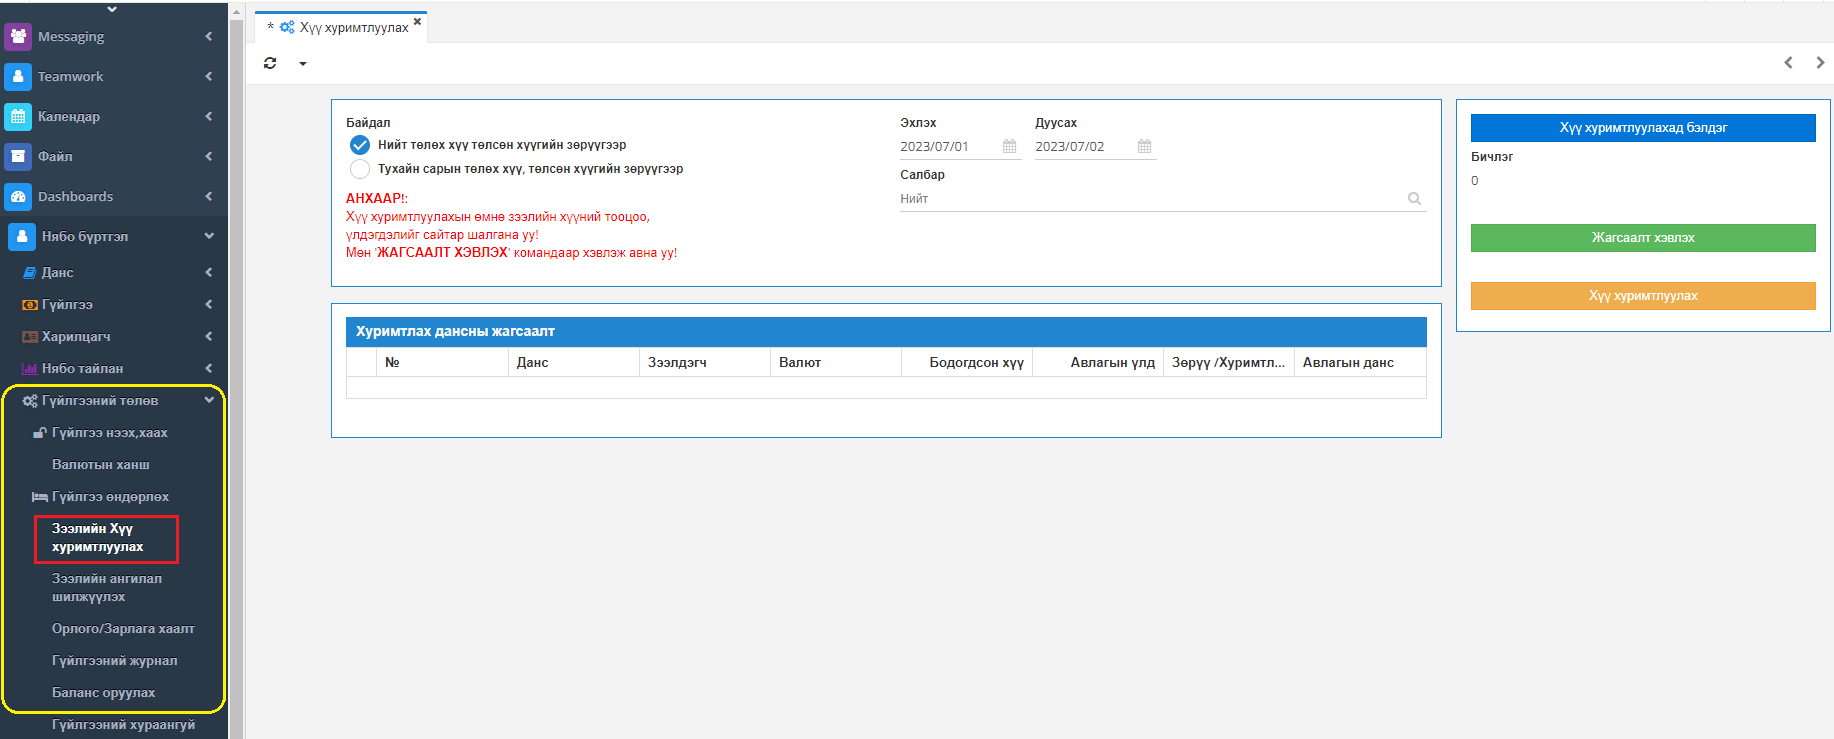 Messaging
Teamwork
Календар
Файл
Dashboards
Нябо бүртгэл
Данс
Гүйлгээ
Харилцагч
Нябо тайлан
Гүйлгээний төлөв
Гүйлгээ нээх,хаах
Валютын ханш
Гүйлгээ өндөрлөх
Зээлийн Хүү
хуримтлуулах
Зээлийн ангилал
шилжүүлэх
Орлого/Зарлага хаалт
Гүйлгээний журнал
Баланс оруулах
Гүйлгээний хураангуй
* Хүү хуримтлуулах
Байдал
Нийт төлөх хүү төлсөн хүүгийн зөрүүгээр
Тухайн сарын төлөх хүү, төлсөн хүүгийн зөрүүгээр
АНХААР!:
Хүү хуримтлуулахын өмнө зээлийн хүүний тооцоо,
үлдэгдэлийг сайтар шалгана уу!
Мөн 'ЖАГСААЛТ ХЭВЛЭХ' командаар хэвлэж авна уу!
Эхлэх Дуусах
2023/07/01 2023/07/02
Салбар
Нийт
Хүү хуримтлуулахад бэлдэг
Бичлэг
0
Жагсаалт хэвлэх
Хүү хуримтлуулах
Хуримтлах дансны жагсаалт
№ Данс Зээлдэгч Валют Бодогдсон хүү Авлагын үлд Зөрүү /Хуримтл... Авлагын данс